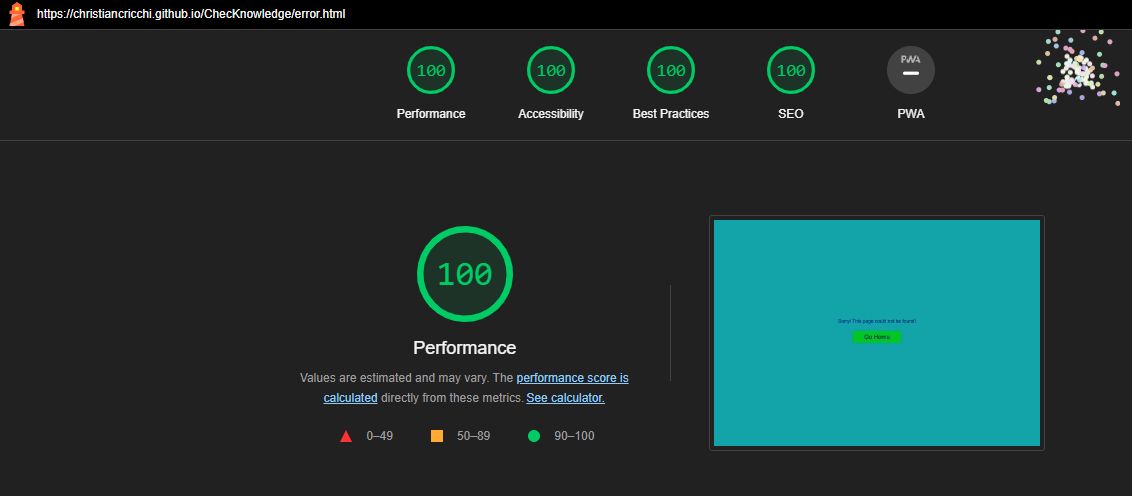 https://christiancricchi.github.io/ChecKnowledge/error.html
100
100
100
100
PWA
Performance
Accessibility
Best Practices
SEO
PWA
100
Performance
Values are estimated and may vary. The performance score is
calculated directly from these metrics. See calculator.
0–49
50–89
90–100
Sorry! This page could not be found!
Go Home